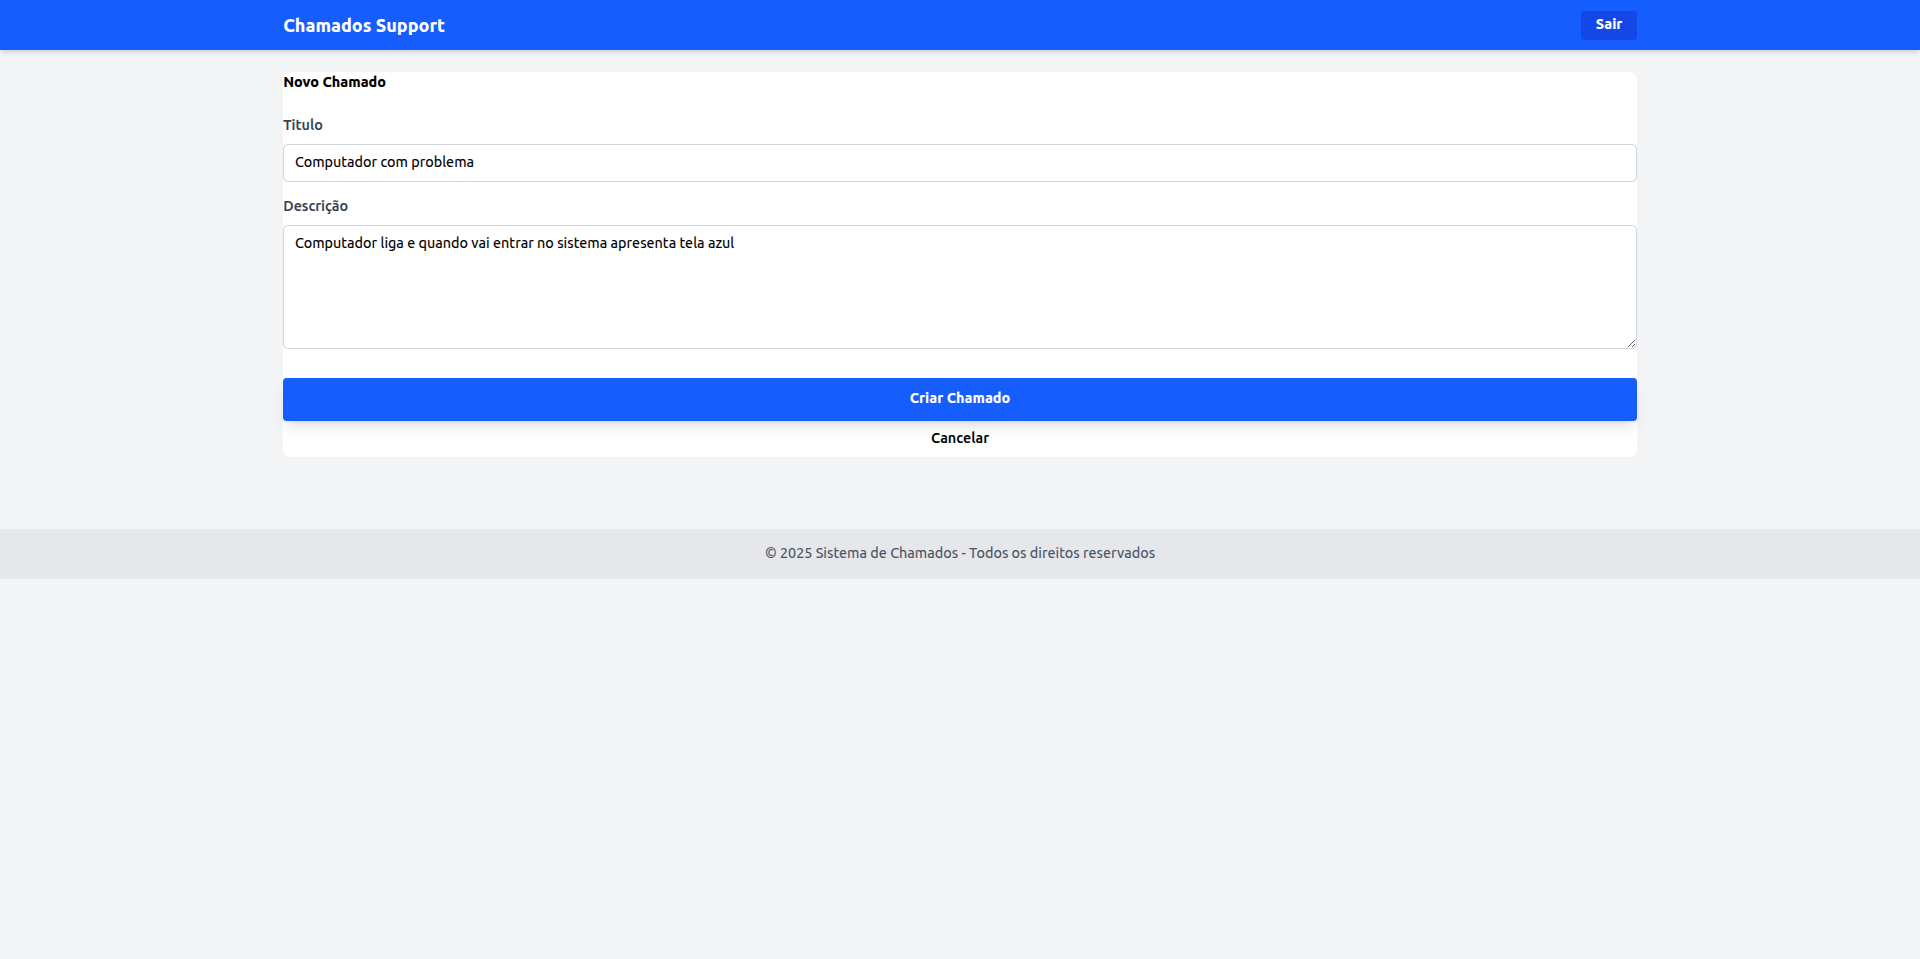 Chamados Support
Sair
Novo Chamado
Titulo
Computador com problema
Descrição
Computador liga e quando vai entrar no sistema apresenta tela azul
Criar Chamado
Cancelar
© 2025 Sistema de Chamados - Todos os direitos reservados